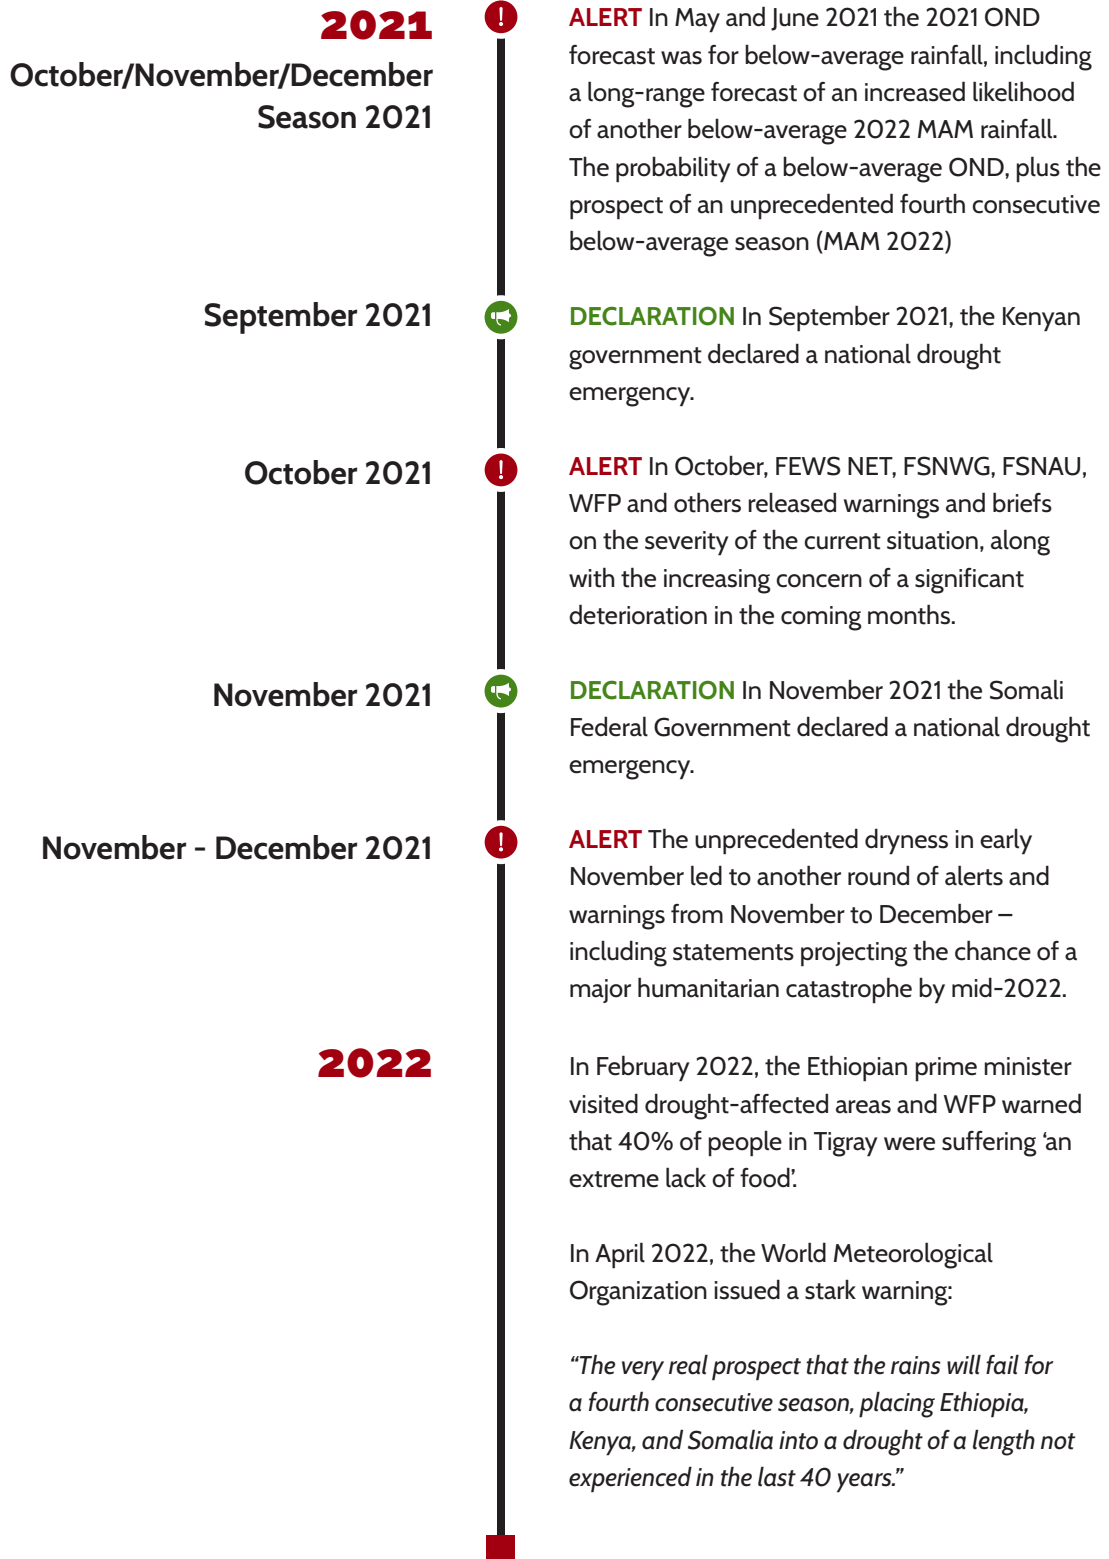 2021
October/November/December
Season 2021
ALERT In May and June 2021 the 2021 OND
forecast was for below-average rainfall, including
a long-range forecast of an increased likelihood
of another below-average 2022 MAM rainfall.
The probability of a below-average OND, plus the
prospect of an unprecedented fourth consecutive
below-average season (MAM 2022)
September 2021
DECLARATION In September 2021, the Kenyan
government declared a national drought
emergency.
October 2021
ALERT In October, FEWS NET, FSNWG, FSNAU,
WFP and others released warnings and briefs
on the severity of the current situation, along
with the increasing concern of a significant
deterioration in the coming months.
November 2021
DECLARATION In November 2021 the Somali
Federal Government declared a national drought
emergency.
November - December 2021
ALERT The unprecedented dryness in early
November led to another round of alerts and
warnings from November to December –
including statements projecting the chance of a
major humanitarian catastrophe by mid-2022.
2022
In February 2022, the Ethiopian prime minister
visited drought-affected areas and WFP warned
that 40% of people in Tigray were suffering ‘an
extreme lack of food’.
In April 2022, the World Meteorological
Organization issued a stark warning:
“The very real prospect that the rains will fail for
a fourth consecutive season, placing Ethiopia,
Kenya, and Somalia into a drought of a length not
experienced in the last 40 years.”